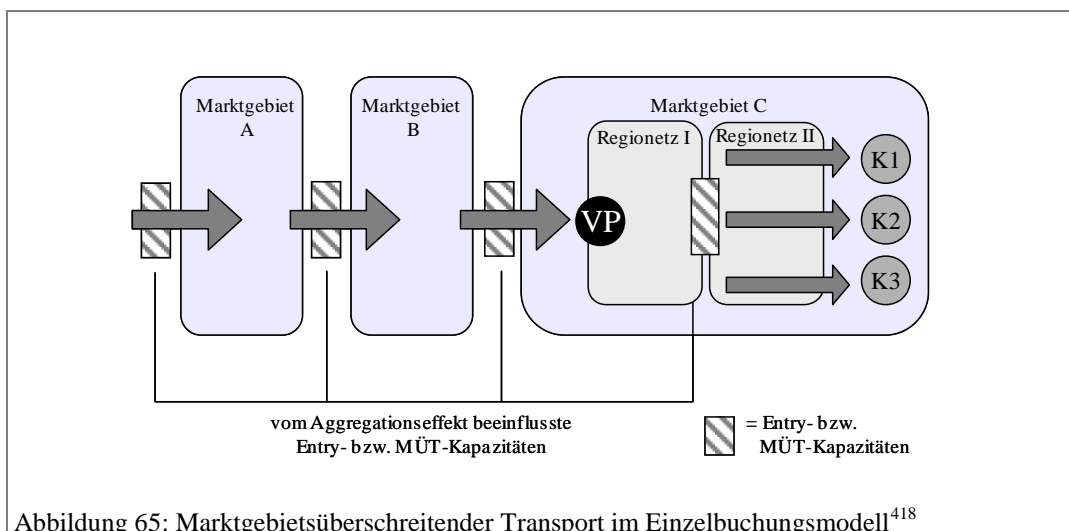 Marktgebiet
A
Marktgebiet
B
Marktgebiet C
Regionetz I
Regionetz II
VP
K1
K2
K3
vom Aggregationseffekt beeinflusste
Entry- bzw. MÜT-Kapazitäten
= Entry- bzw.
MÜT-Kapazitäten
Abbildung 65: Marktgebietsüberschreitender Transport im Einzelbuchungsmodell418